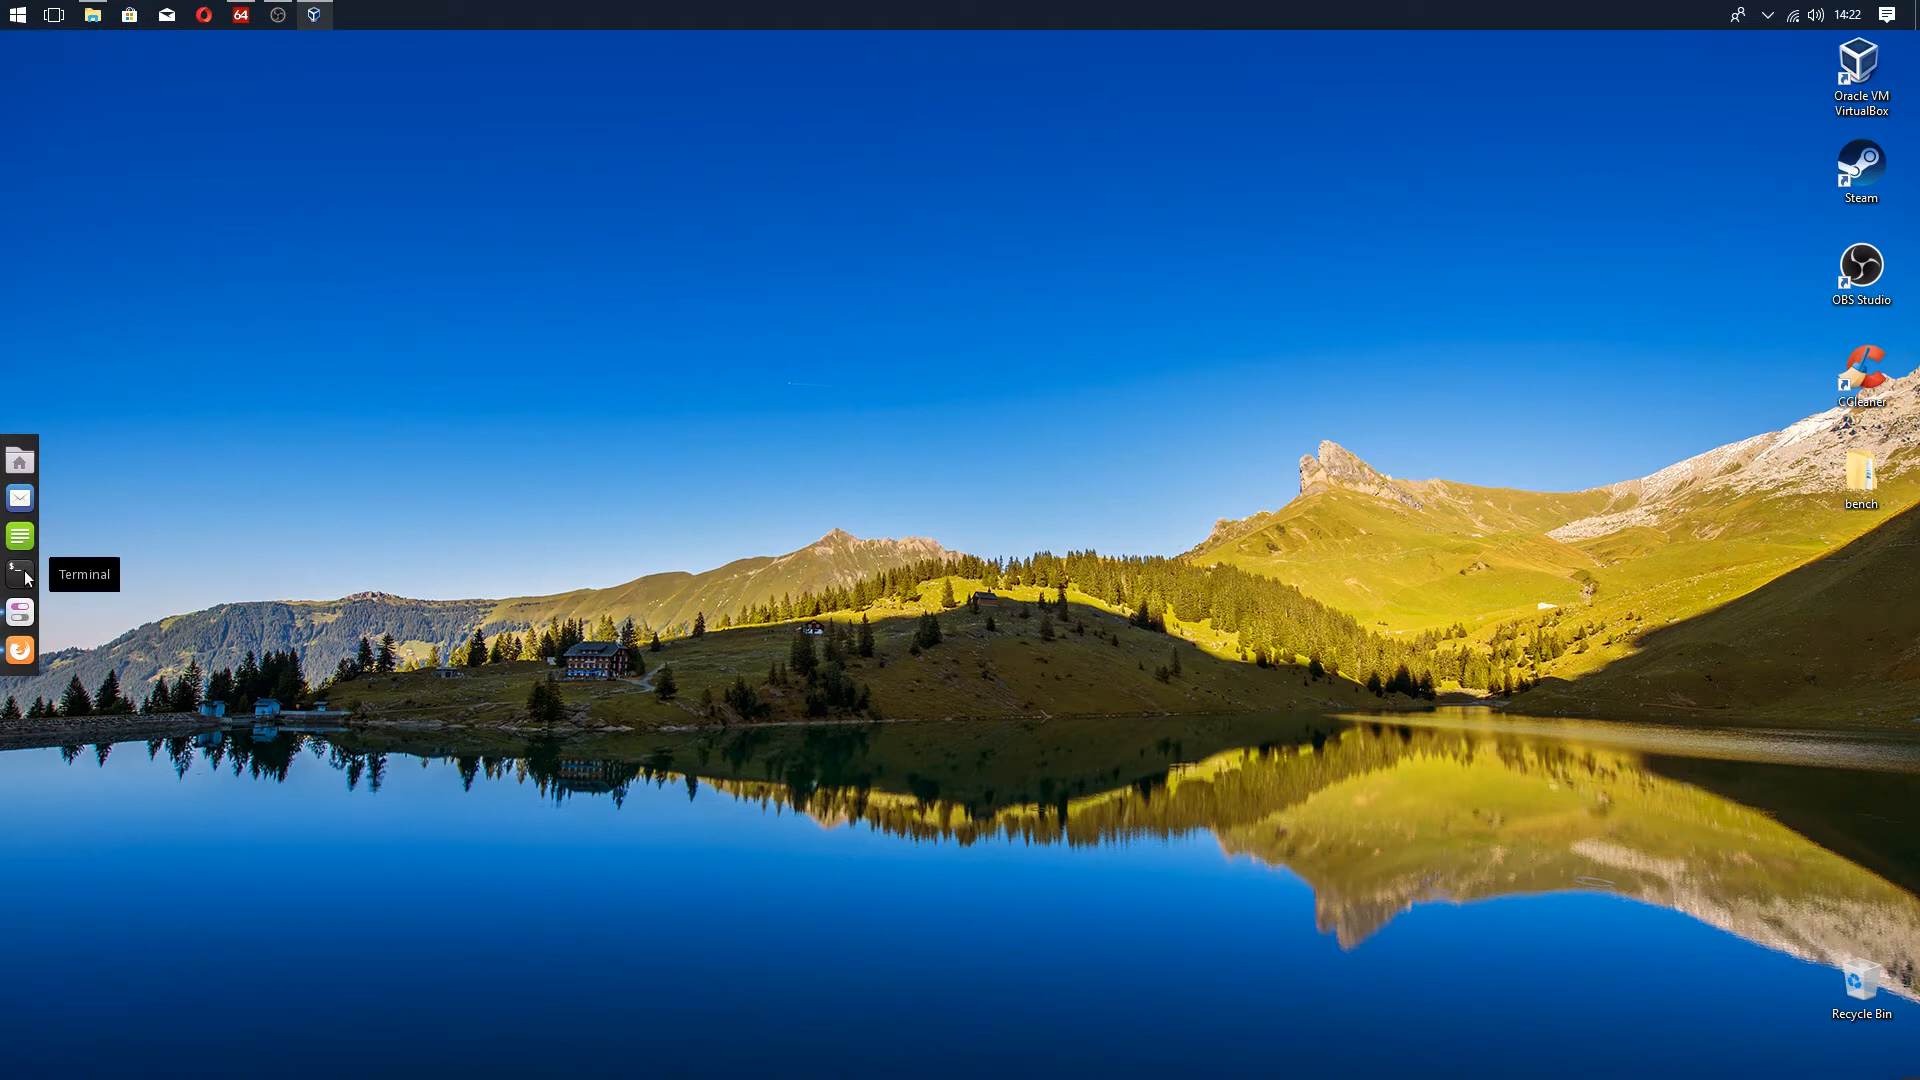 64
14:22
Oracle VM
VirtualBox
Steam
OBS Studio
CCleaner
bench
$_
Terminal
Recycle Bin